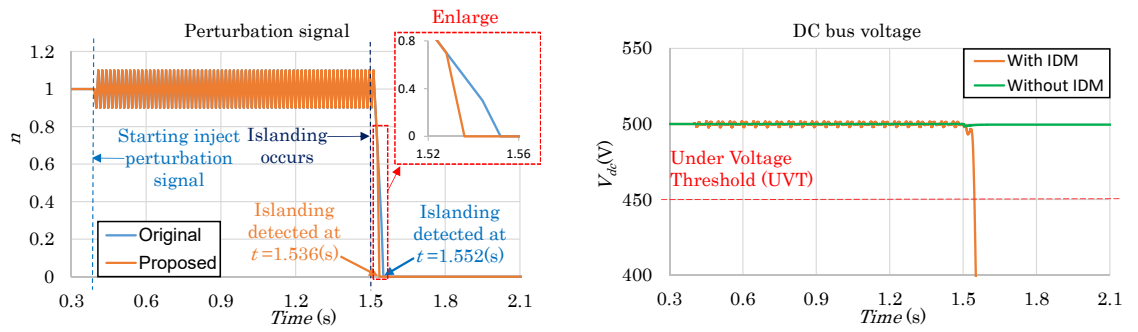 Perturbation signal
Enlarge
1.2
1
0.8
0.6
0.4
0.2
0
n
0.8
0.4
0
1.52
1.56
Starting inject
perturbation
signal
Islanding
occurs
Islanding
detected at
t=1.536(s)
Islanding
detected at
t=1.552(s)
Original
Proposed
0.3
0.6
0.9
1.2
1.5
1.8
2.1
Time (s)
DC bus voltage
550
500
450
400
Vdc(V)
With IDM
Without IDM
Under Voltage
Threshold (UVT)
0.3
0.6
0.9
1.2
1.5
1.8
2.1
Time (s)